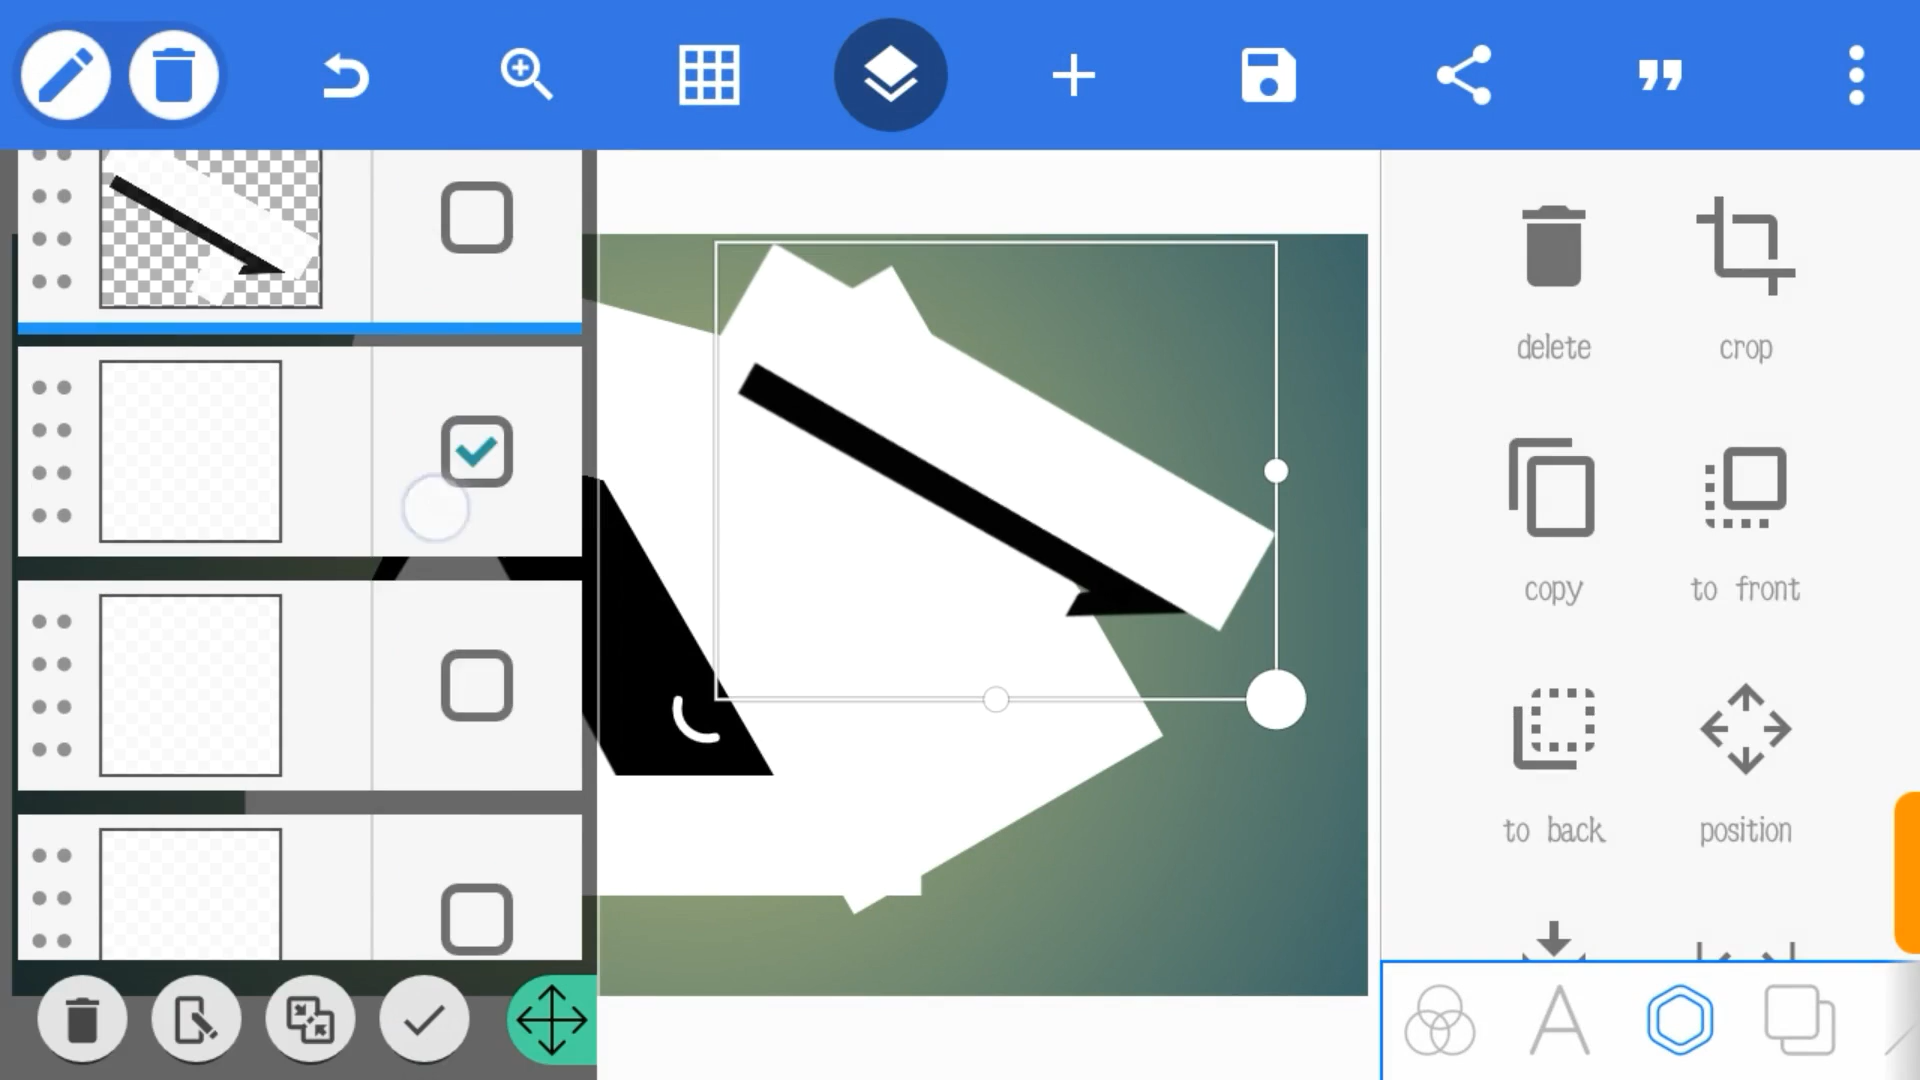 delete
crop
copy
to front
to back
position